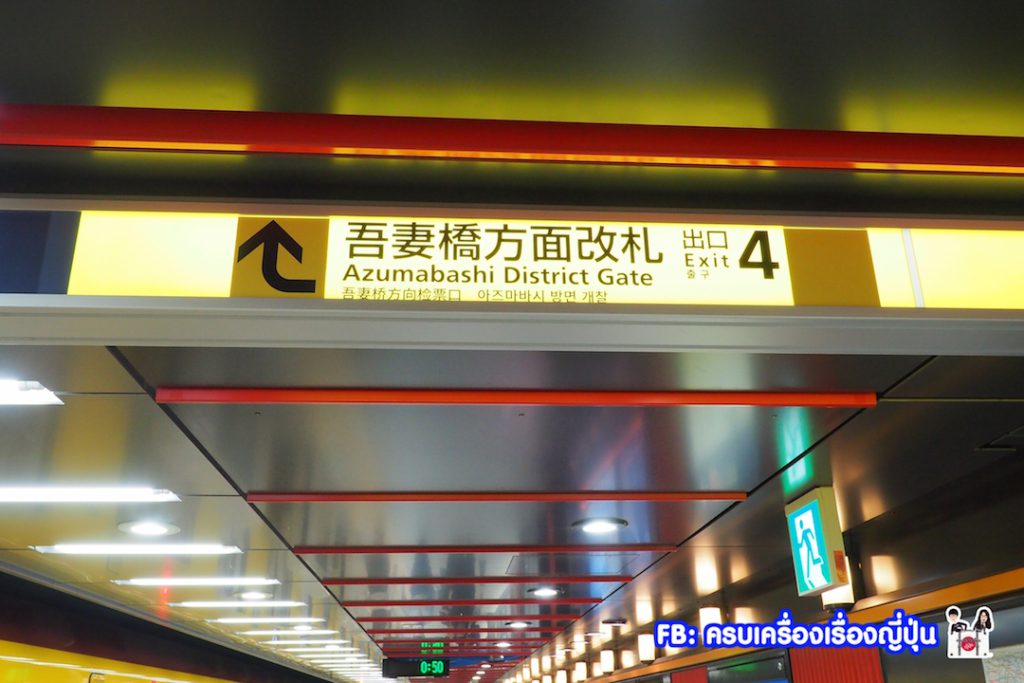 吾妻橋方面改札
Azumabashi District Gate
吾妻桥方向检票口 아즈마바시 방면 개찰
出口
Exit
출구
4
0:50
FB: ครบเครื่องเรื่องญี่ปุ่น